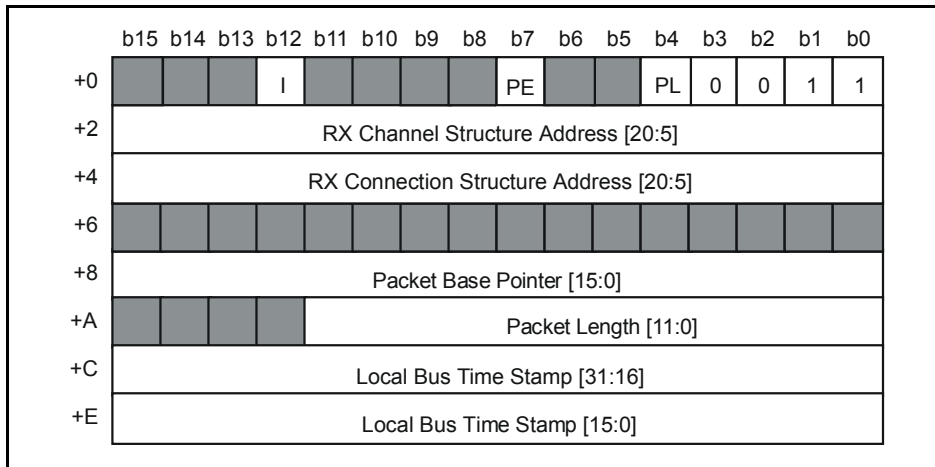 b15 b14 b13 b12 b11 b10 b9 b8 b7 b6 b5 b4 b3 b2 b1 b0
+0 I PE PL 0 0 1 1
+2 RX Channel Structure Address [20:5]
+4 RX Connection Structure Address [20:5]
+6
+8 Packet Base Pointer [15:0]
+A Packet Length [11:0]
+C Local Bus Time Stamp [31:16]
+E Local Bus Time Stamp [15:0]